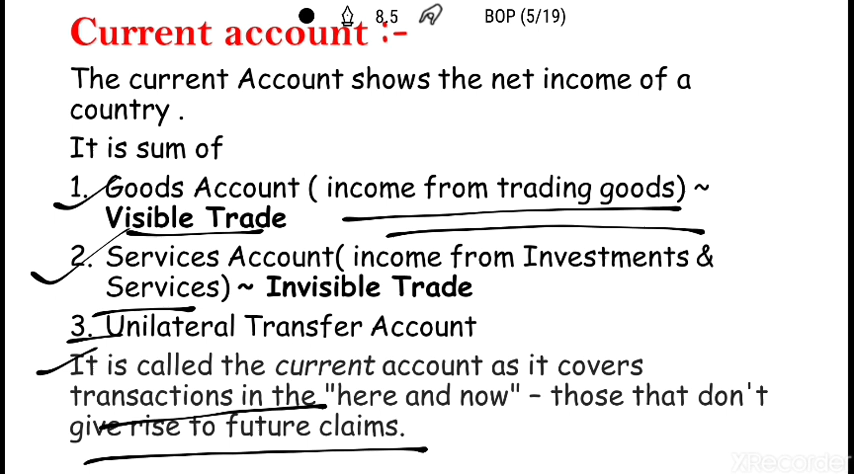 8.5 BOP (5/19)
Current account :-
The current Account shows the net income of a
country .
It is sum of
1. Goods Account ( income from trading goods) ~
Visible Trade
2. Services Account( income from Investments &
Services) ~ Invisible Trade
3. Unilateral Transfer Account
It is called the current account as it covers
transactions in the "here and now" – those that don't
give rise to future claims.
XRecorder